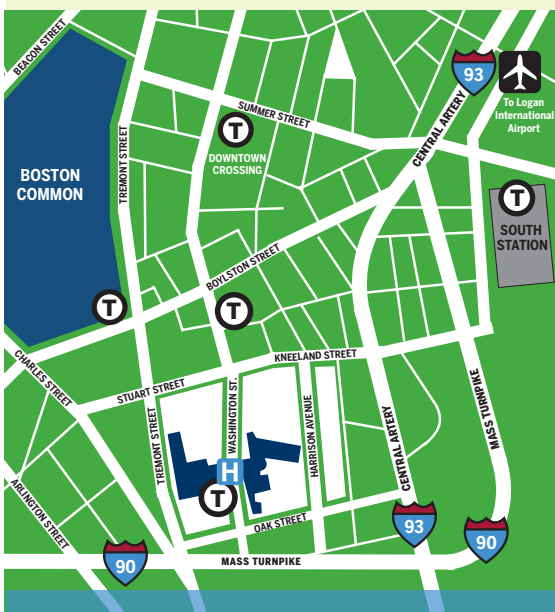 BEACON STREET
93
To Logan
International
Airport
SUMMER STREET
T
DOWNTOWN
CROSSING
CENTRAL ARTERY
TREMONT STREET
BOSTON
COMMON
T
SOUTH
STATION
BOYLSTON STREET
T
T
KNEELAND STREET
CHARLES STREET
STUART STREET
WASHINGTON ST.
HARRISON AVENUE
TREMONT STREET
CENTRAL ARTERY
MASS TURNPIKE
H
T
ARLINGTON STREET
OAK STREET
93
90
90
MASS TURNPIKE